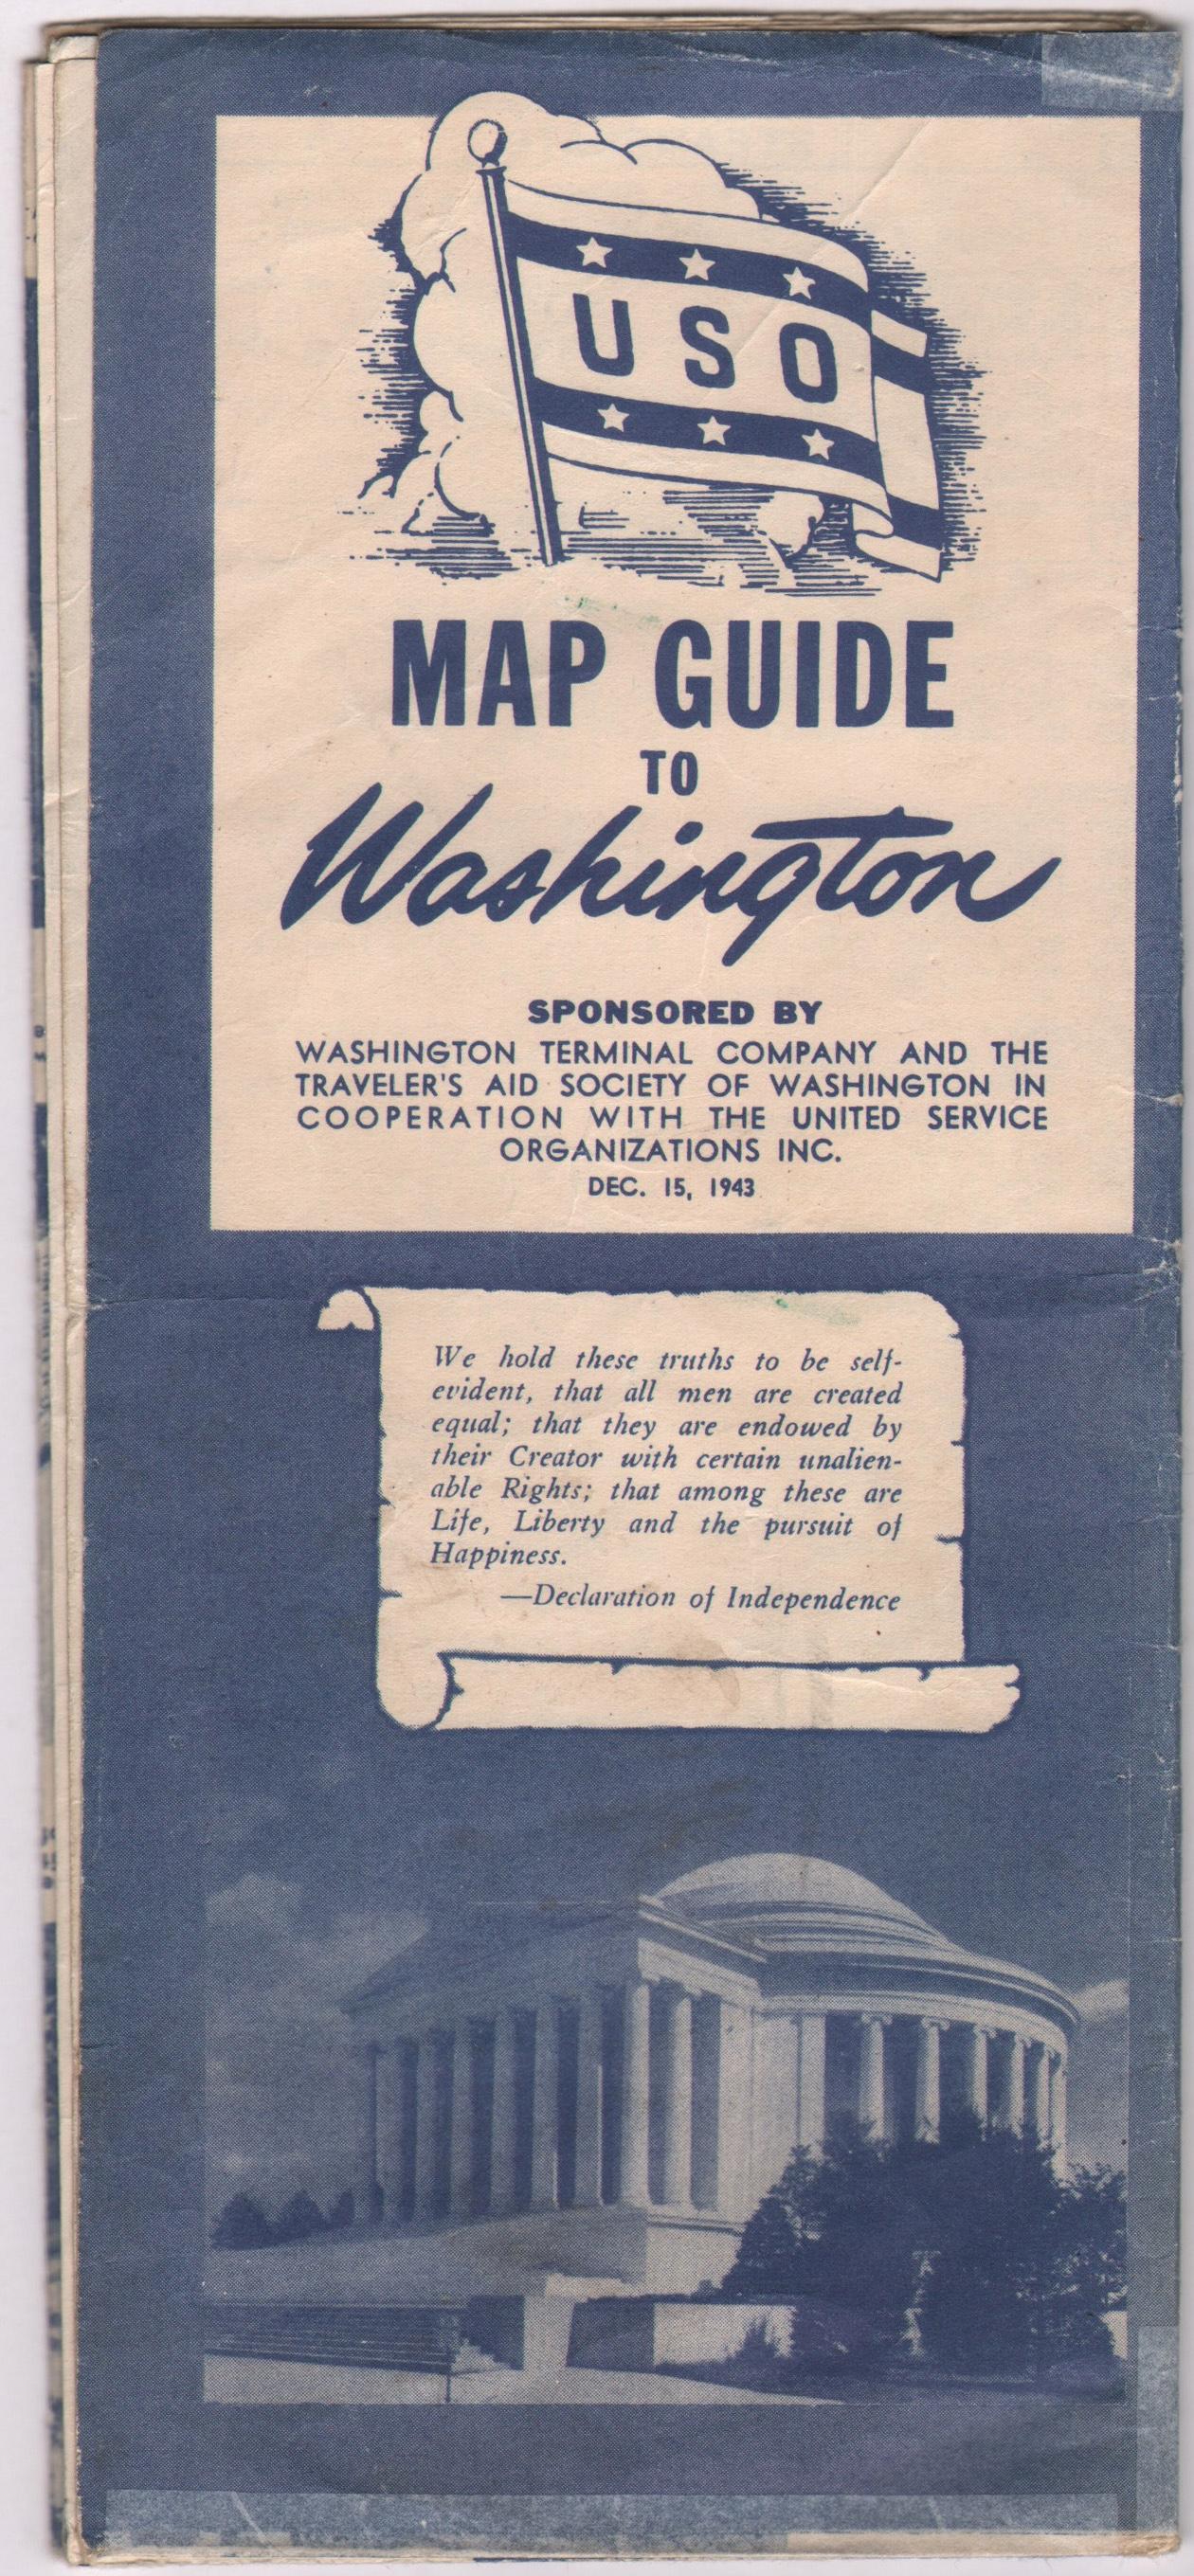 USO
MAP GUIDE
TO
Washington
SPONSORED BY
WASHINGTON TERMINAL COMPANY AND THE
TRAVELER'S AID SOCIETY OF WASHINGTON IN
COOPERATION WITH THE UNITED SERVICE
ORGANIZATIONS INC.
DEC. 15, 1943
We hold these truths to be self-
evident, that all men are created
equal; that they are endowed by
their Creator with certain unalien-
able Rights; that among these are
Life, Liberty and the pursuit of
Happiness.
—Declaration of Independence